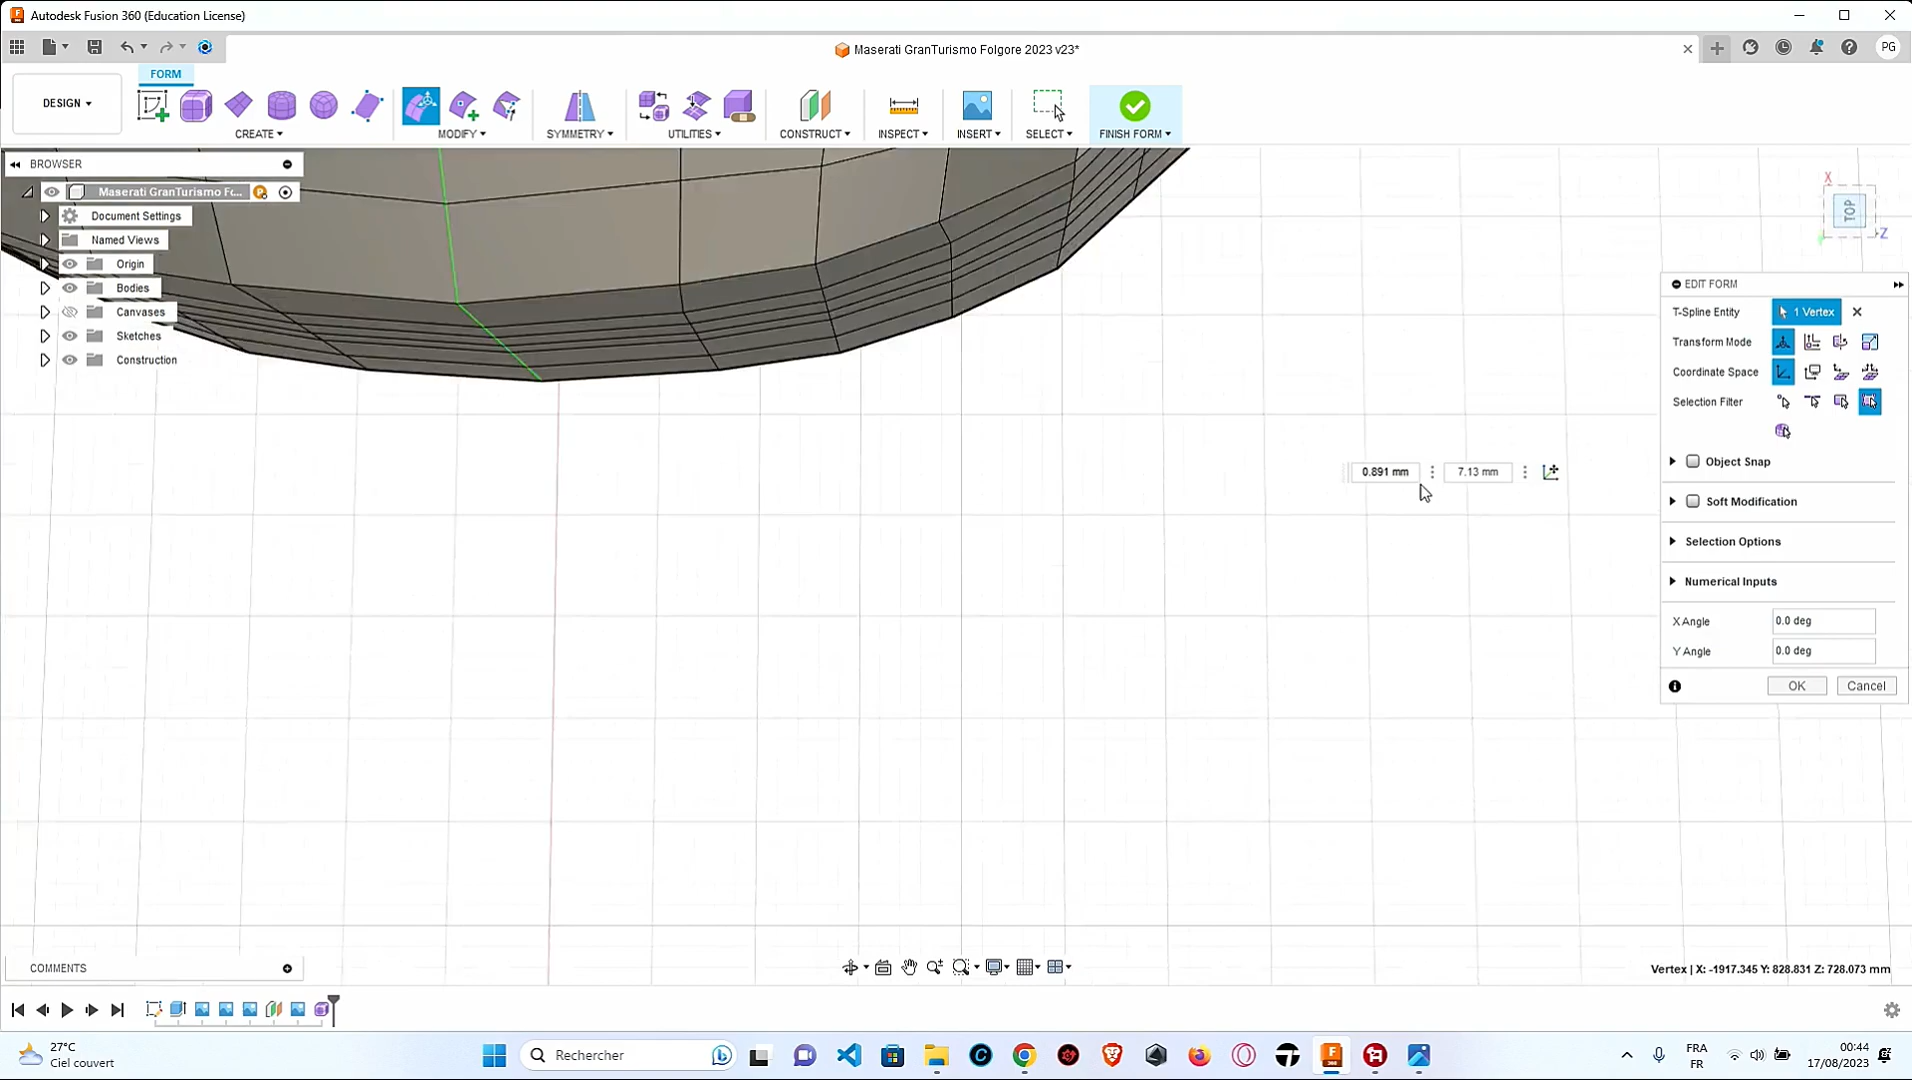 Autodesk Fusion 360 (Education License)
Maserati GranTurismo Folgore 2023 v23*
PG
FORM
DESIGN
CREATE
MODIFY
SYMMETRY
UTILITIES
CONSTRUCT
INSPECT
INSERT
SELECT
FINISH FORM
BROWSER
Maserati GranTurismo Fo...
Document Settings
Named Views
Origin
Bodies
Canvases
Sketches
Construction
X
TOP
Z
EDIT FORM
T-Spline Entity
1 Vertex
Transform Mode
Coordinate Space
Selection Filter
Object Snap
Soft Modification
Selection Options
Numerical Inputs
X Angle
0.0 deg
Y Angle
0.0 deg
OK
Cancel
0.891 mm
7.13 mm
COMMENTS
Vertex | X: -1917.345 Y: 828.831 Z: 728.073 mm
27°C
Ciel couvert
Rechercher
FRA
FR
00:44
17/08/2023